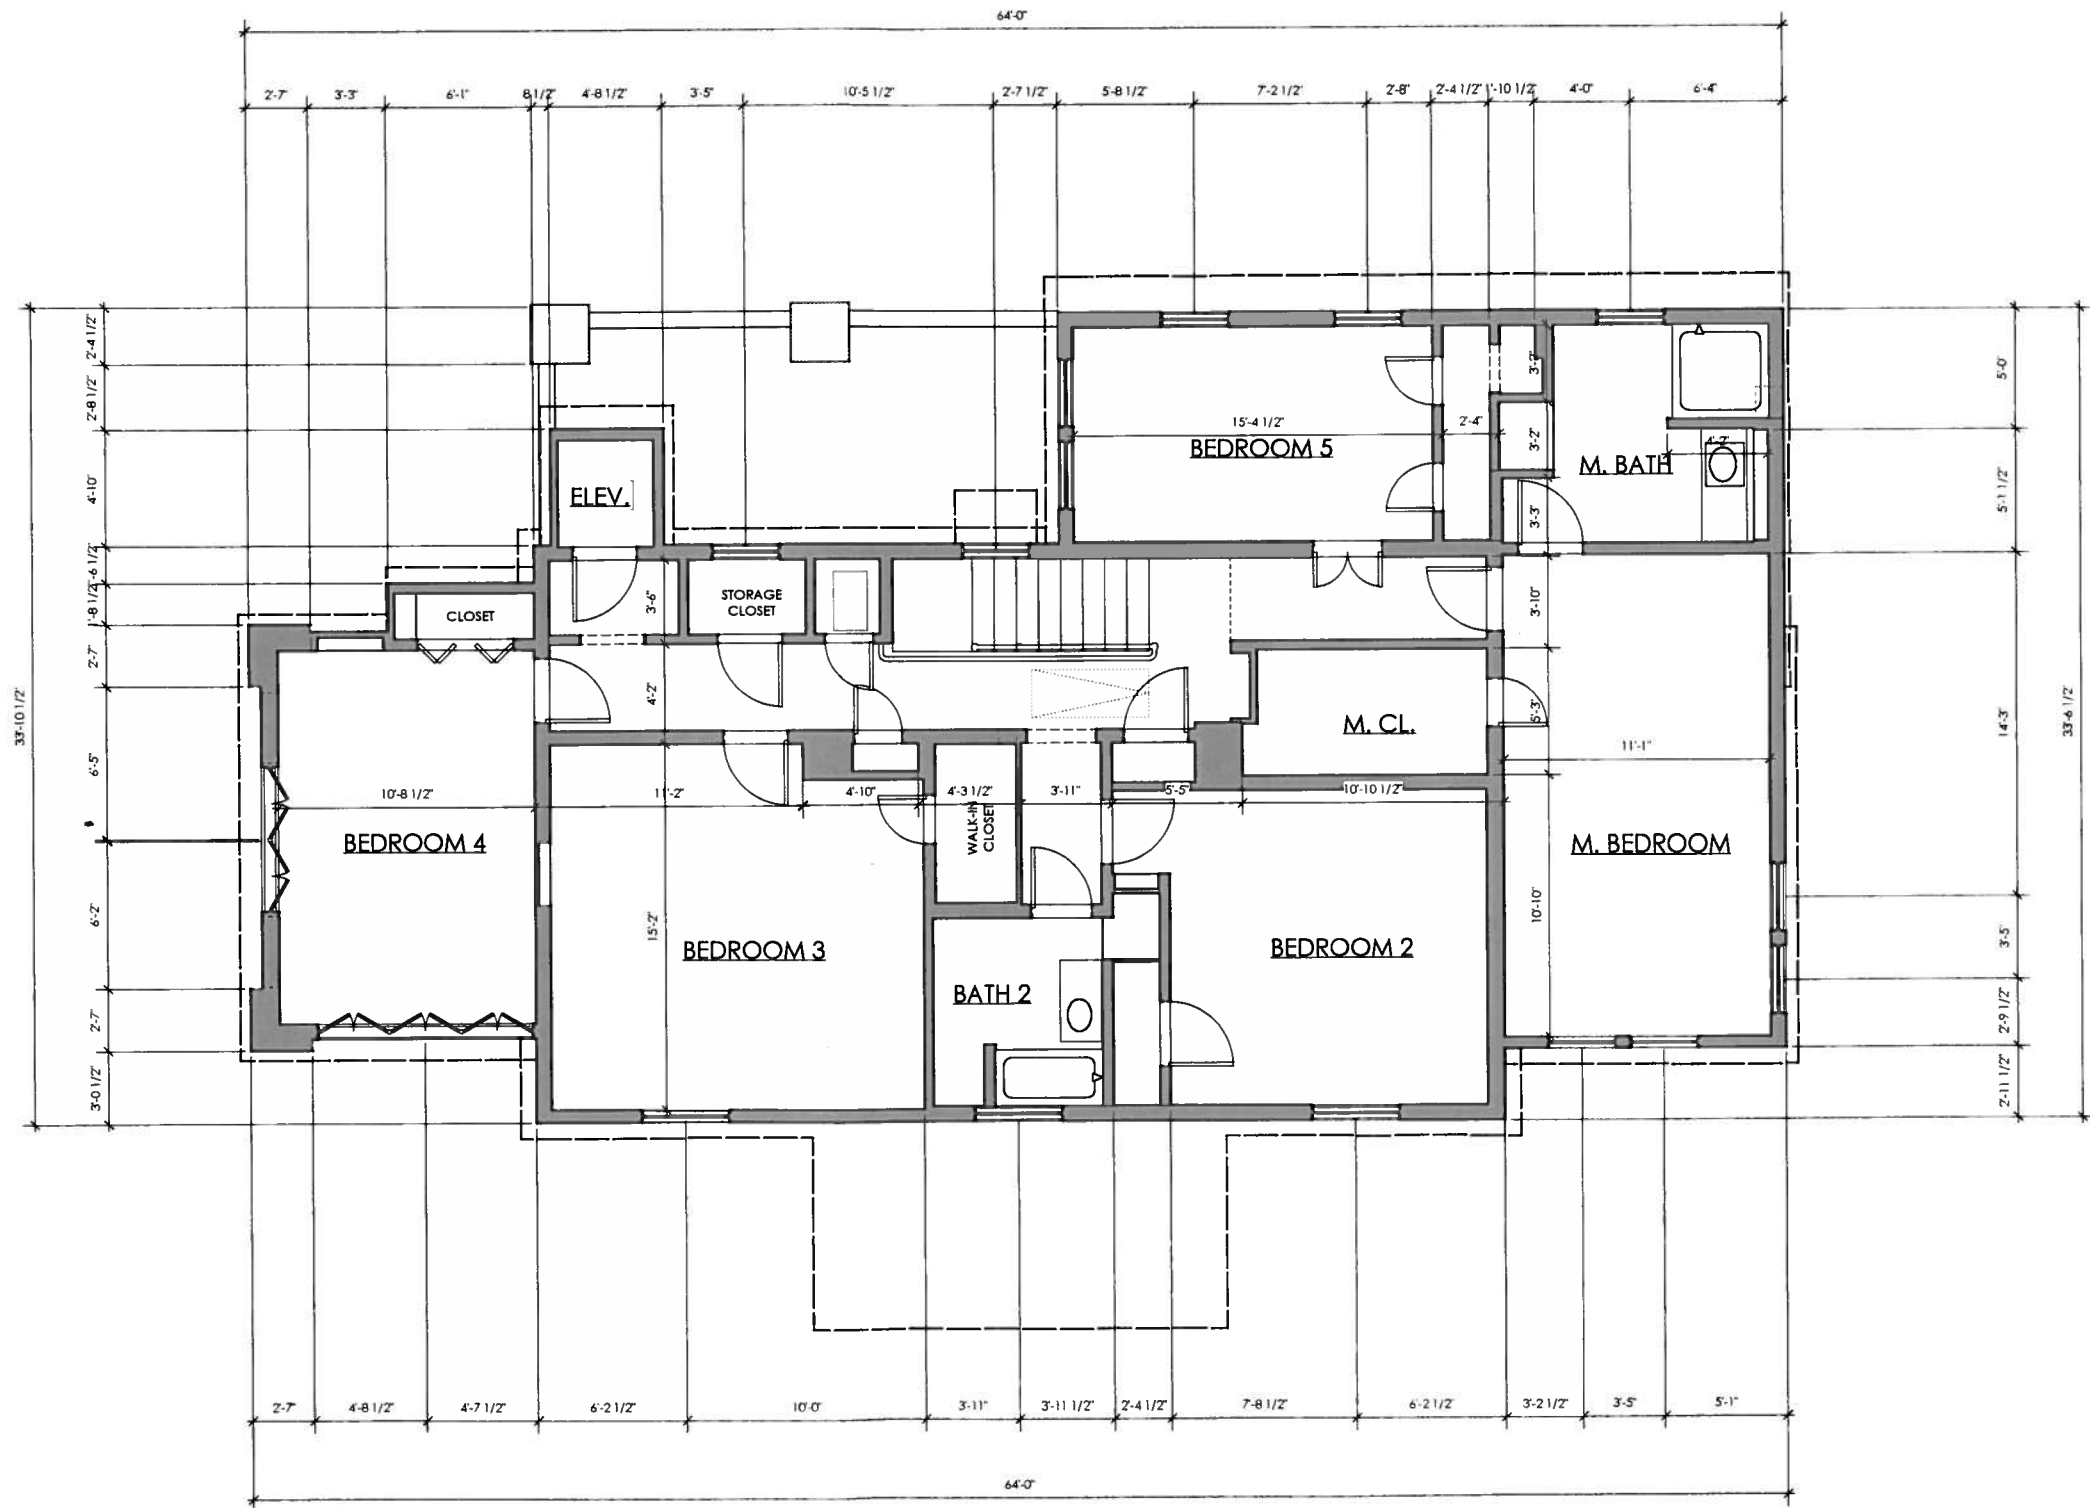 64'-0"
2'-7" 3'-3" 6'-1" 8 1/2" 4'-8 1/2" 3'-5" 10'-5 1/2" 2'-7 1/2" 5'-8 1/2" 7'-2 1/2" 2'-8" 2'-4 1/2" 1'-10 1/2" 4'-0" 6'-4"
2'-4 1/2"
2'-8 1/2"
4'-10"
1'-8 1/2"
2'-7"
6'-5"
6'-2"
2'-7"
3'-0 1/2"
33'-10 1/2"
5'-0"
5'-1 1/2"
14'-3"
3'-5"
2'-9 1/2"
2'-11 1/2"
33'-6 1/2"
3'-2"
15'-4 1/2"
2'-4"
3'-2"
4'-2"
BEDROOM 5
M. BATH
ELEV.
3'-3"
STORAGE
CLOSET
3'-6"
3'-10"
CLOSET
4'-2"
5'-3"
M. CL.
11'-1"
10'-8 1/2"
11'-2"
4'-10"
4'-3 1/2"
3'-11"
5'-5"
10'-10 1/2"
WALK-IN
CLOSET
BEDROOM 4
M. BEDROOM
15'-2"
10'-10"
BEDROOM 3
BEDROOM 2
BATH 2
2'-7" 4'-8 1/2" 4'-7 1/2" 6'-2 1/2" 10'-0" 3'-11" 3'-11 1/2" 2'-4 1/2" 7'-8 1/2" 6'-2 1/2" 3'-2 1/2" 3'-5" 5'-1"
64'-0"